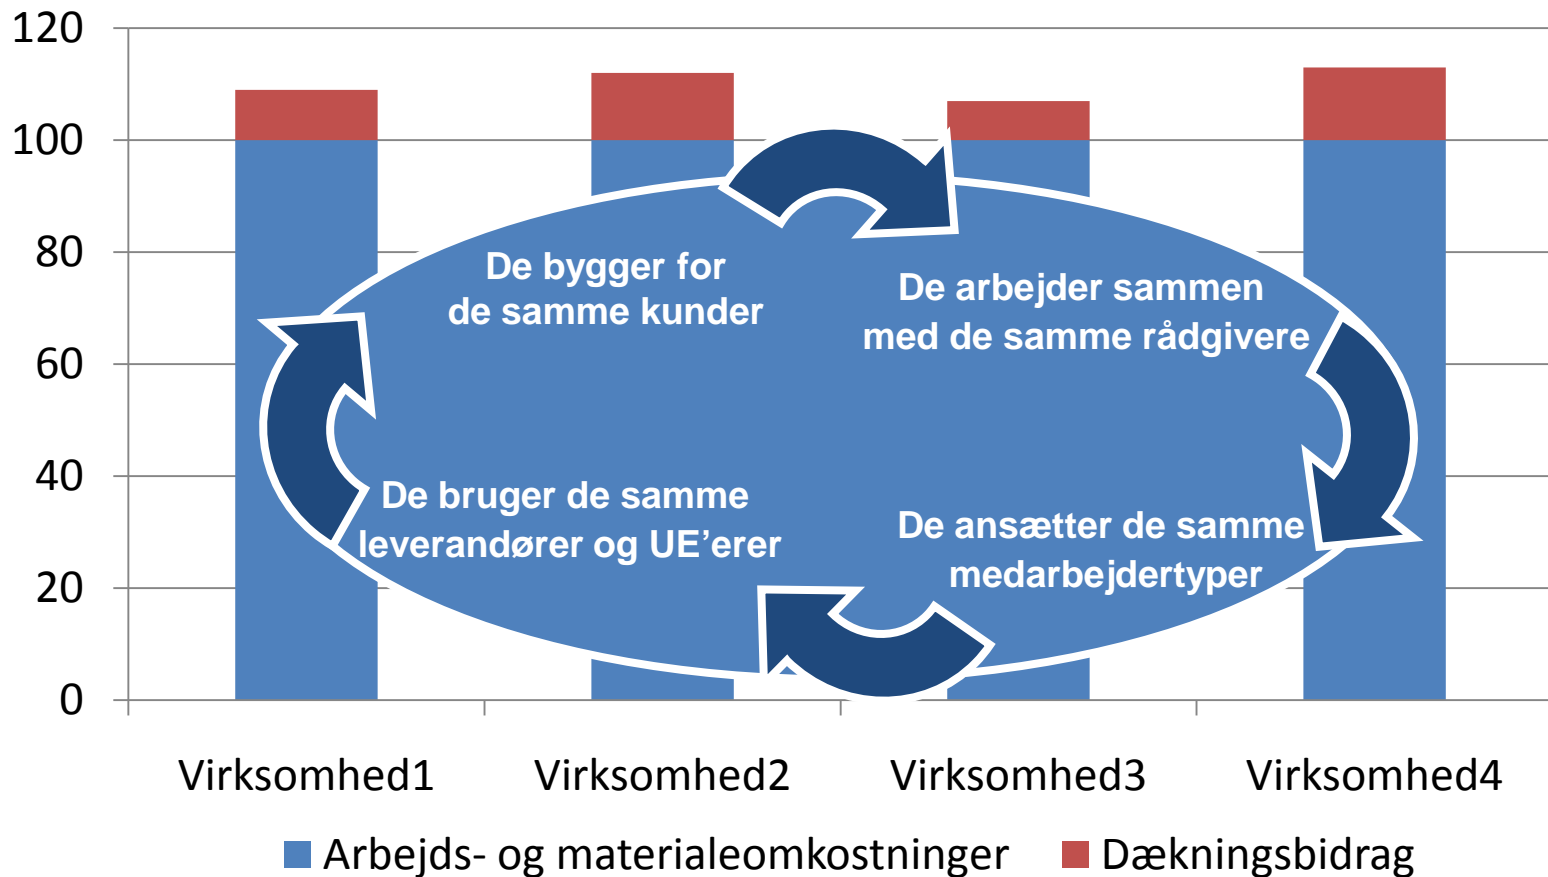 120
100
80
60
40
20
0
De bygger for
de samme kunder
De arbejder sammen
med de samme rådgivere
De bruger de samme
leverandører og UE’erer
De ansætter de samme
medarbejdertyper
Virksomhed1 Virksomhed2 Virksomhed3 Virksomhed4
Arbejds- og materialeomkostninger Dækningsbidrag